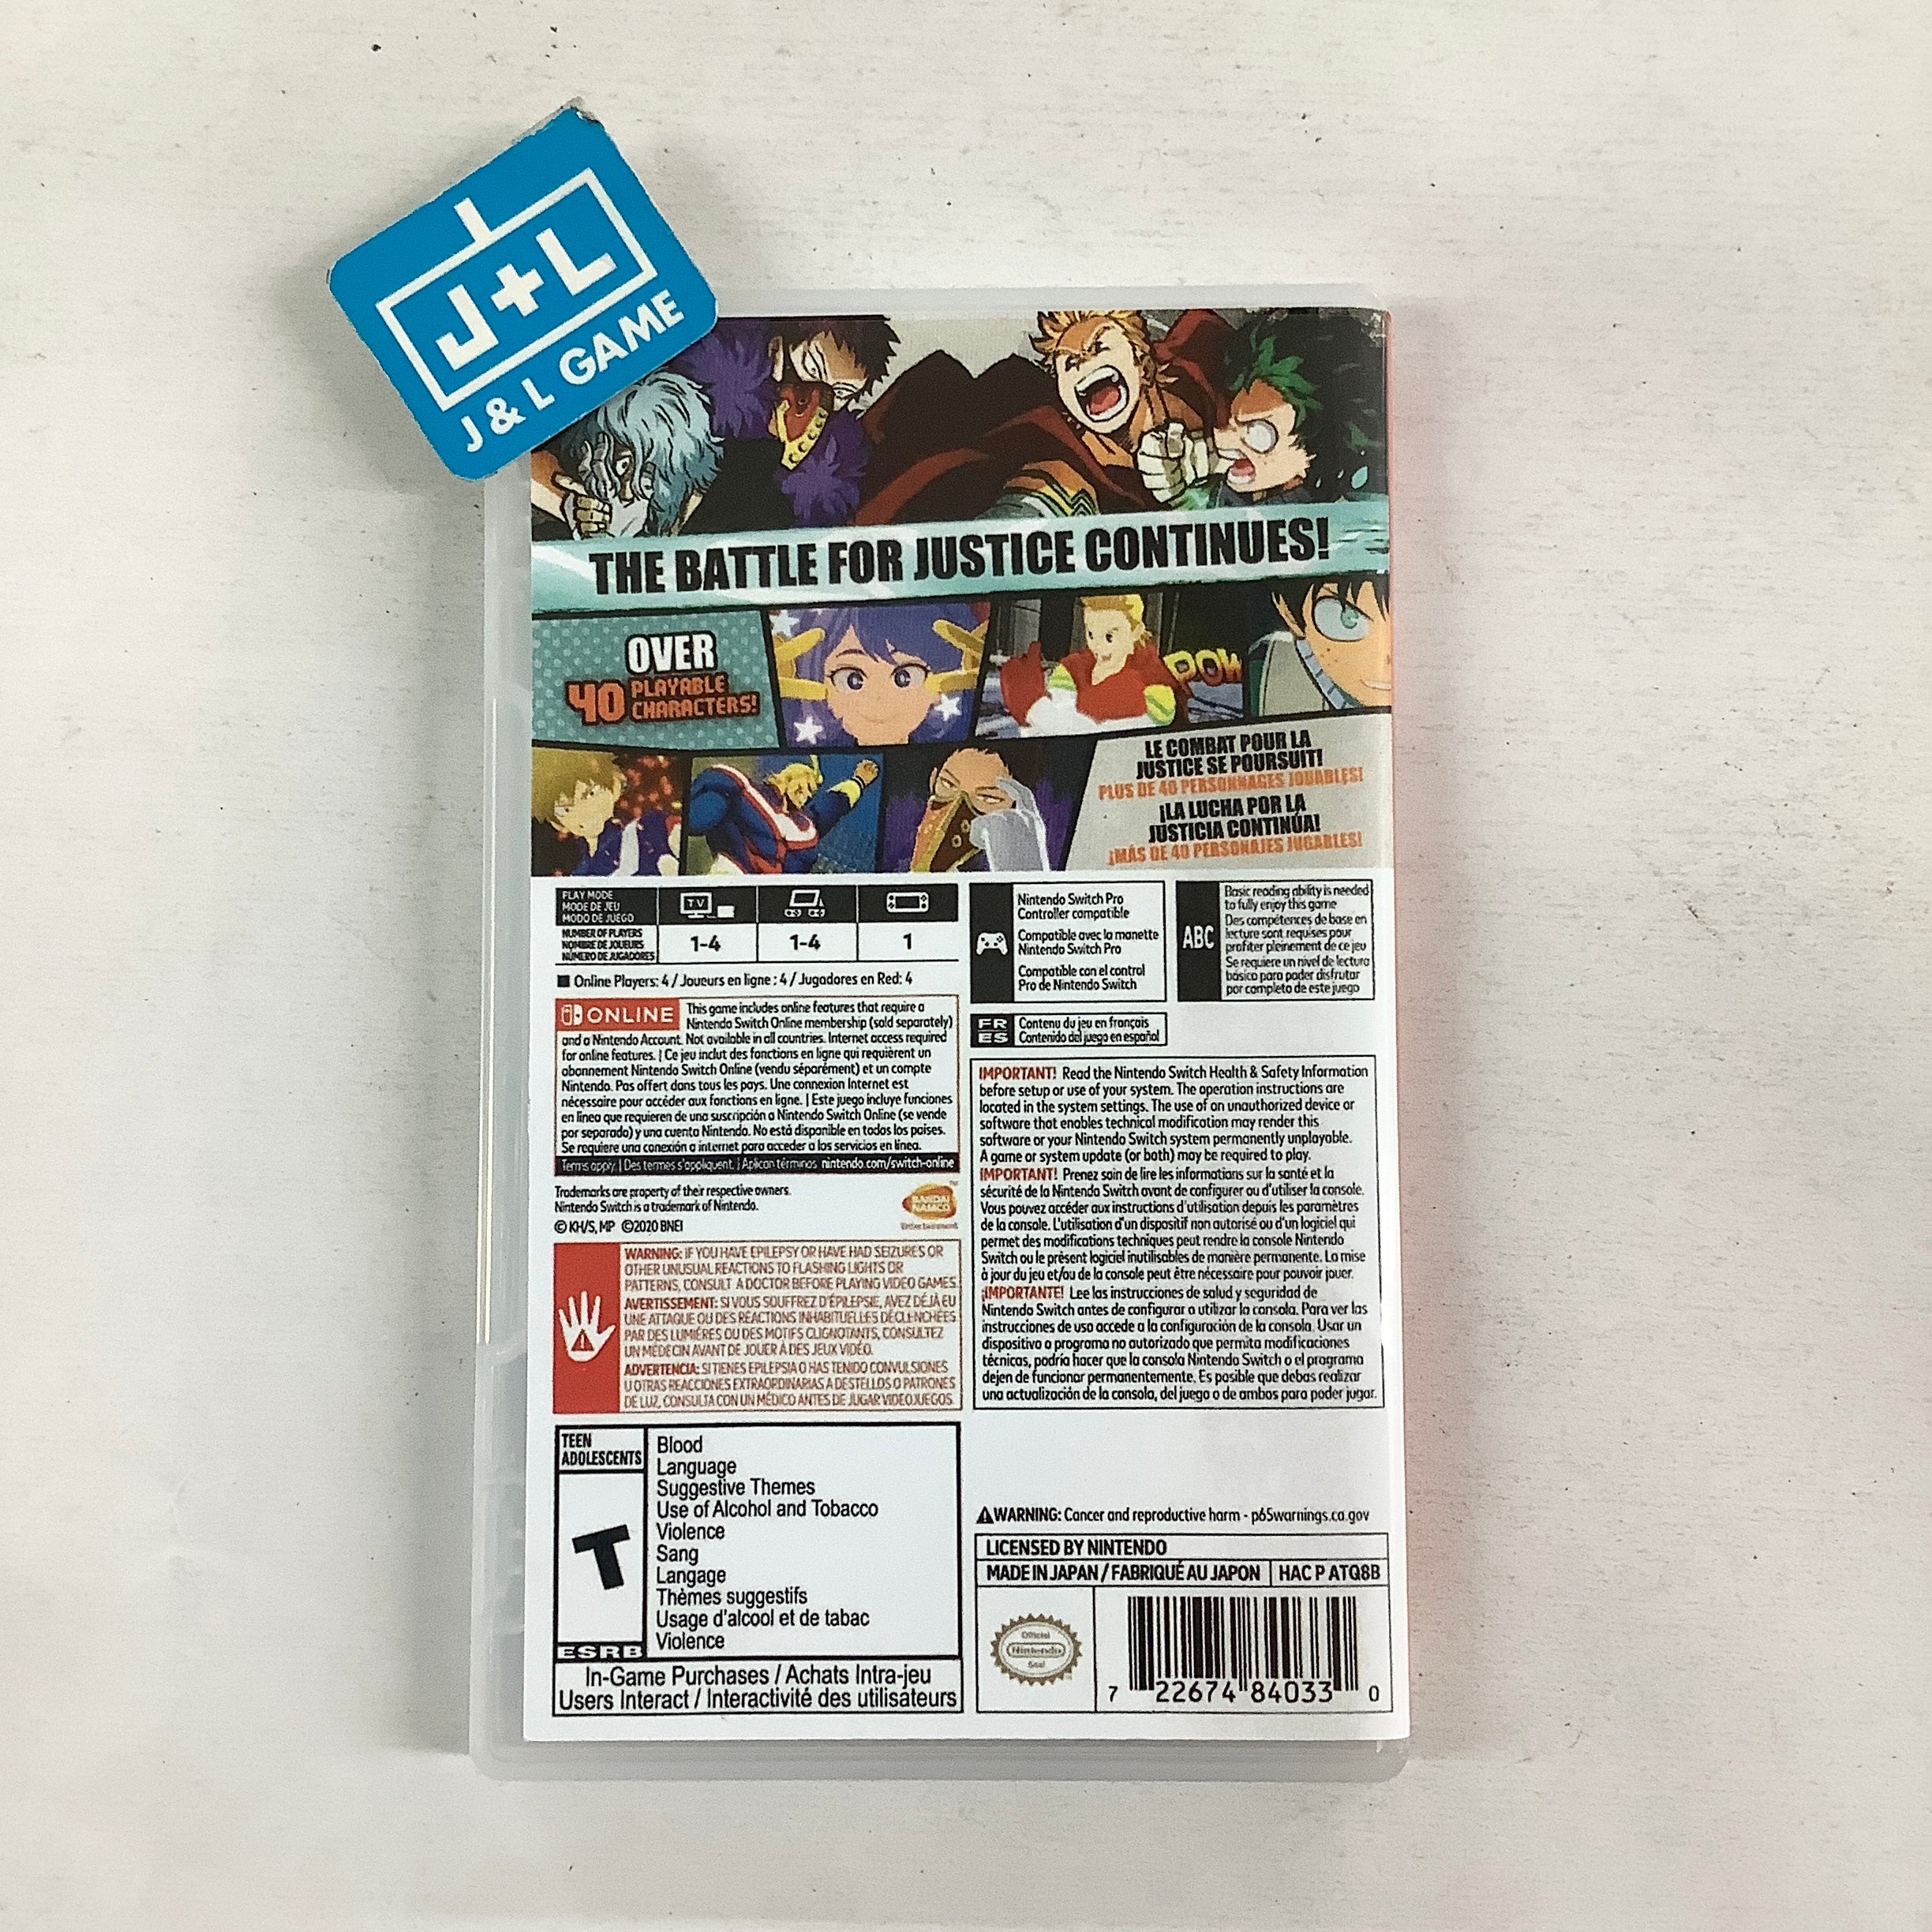 J+L
J & L GAME
THE BATTLE FOR JUSTICE CONTINUES!
OVER
40 PLAYABLE
CHARACTERS!
POW
LE COMBAT POUR LA
JUSTICE SE POURSUIT!
PLUS DE 40 PERSONNAGES JOUABLES!
¡LA LUCHA POR LA
JUSTICIA CONTINÚA!
¡MÁS DE 40 PERSONAJES JUGABLES!
PLAY MODE
MODE DE JEU
MODO DE JUEGO
TV
NUMBER OF PLAYERS
NOMBRE DE JOUEURS
NÚMERO DE JUGADORES
1-4
1-4
1
Online Players: 4 / Joueurs en ligne : 4 / Jugadores en Red: 4
ONLINE
This game includes online features that require a
Nintendo Switch Online membership (sold separately)
and a Nintendo Account. Not available in all countries. Internet access required
for online features. | Ce jeu inclut des fonctions en ligne qui requièrent un
abonnement Nintendo Switch Online (vendu séparément) et un compte
Nintendo. Pas offert dans tous les pays. Une connexion Internet est
nécessaire pour accéder aux fonctions en ligne. | Este juego incluye funciones
en línea que requieren de una suscripción a Nintendo Switch Online (se vende
por separado) y una cuenta Nintendo. No está disponible en todos los países.
Se requiere una conexión a internet para acceder a los servicios en línea.
Terms apply. | Des termes s'appliquent. | Aplican términos nintendo.com/switch-online
Trademarks are property of their respective owners.
Nintendo Switch is a trademark of Nintendo.
© KH/S, MP ©2020 BNEI
BANDAI
NAMCO
Entertainment
WARNING: IF YOU HAVE EPILEPSY OR HAVE HAD SEIZURES OR
OTHER UNUSUAL REACTIONS TO FLASHING LIGHTS OR
PATTERNS, CONSULT A DOCTOR BEFORE PLAYING VIDEO GAMES.
AVERTISSEMENT: SI VOUS SOUFFREZ D'ÉPILEPSIE, AVEZ DÉJÀ EU
UNE ATTAQUE OU DES RÉACTIONS INHABITUELLES DÉCLENCHÉES
PAR DES LUMIÈRES OU DES MOTIFS CLIGNOTANTS, CONSULTEZ
UN MÉDECIN AVANT DE JOUER À DES JEUX VIDÉO.
ADVERTENCIA: SI TIENES EPILEPSIA O HAS TENIDO CONVULSIONES
U OTRAS REACCIONES EXTRAORDINARIAS A DESTELLOS O PATRONES
DE LUZ, CONSULTA CON UN MÉDICO ANTES DE JUGAR VIDEOJUEGOS.
TEEN
ADOLESCENTS
T
ESRB
Blood
Language
Suggestive Themes
Use of Alcohol and Tobacco
Violence
Sang
Langage
Thèmes suggestifs
Usage d'alcool et de tabac
Violence
In-Game Purchases / Achats Intra-jeu
Users Interact / Interactivité des utilisateurs
Nintendo Switch Pro
Controller compatible
Compatible avec la manette
Nintendo Switch Pro
Compatible con el control
Pro de Nintendo Switch
ABC
Basic reading ability is needed
to fully enjoy this game
Des compétences de base en
lecture sont requises pour
profiter pleinement de ce jeu
Se requiere un nivel de lectura
básico para poder disfrutar
por completo de este juego
FR
ES
Contenu du jeu en français
Contenido del juego en español
IMPORTANT! Read the Nintendo Switch Health & Safety Information
before setup or use of your system. The operation instructions are
located in the system settings. The use of an unauthorized device or
software that enables technical modification may render this
software or your Nintendo Switch system permanently unplayable.
A game or system update (or both) may be required to play.
IMPORTANT! Prenez soin de lire les informations sur la santé et la
sécurité de la Nintendo Switch avant de configurer ou d'utiliser la console.
Vous pouvez accéder aux instructions d'utilisation depuis les paramètres
de la console. L'utilisation d'un dispositif non autorisé ou d'un logiciel qui
permet des modifications techniques peut rendre la console Nintendo
Switch ou le présent logiciel inutilisables de manière permanente. La mise
à jour du jeu et/ou de la console peut être nécessaire pour pouvoir jouer.
¡IMPORTANTE! Lee las instrucciones de salud y seguridad de
Nintendo Switch antes de configurar o utilizar la consola. Para ver las
instrucciones de uso accede a la configuración de la consola. Usar un
dispositivo o programa no autorizado que permita modificaciones
técnicas, podría hacer que la consola Nintendo Switch o el programa
dejen de funcionar permanentemente. Es posible que debas realizar
una actualización de la consola, del juego o de ambos para poder jugar.
WARNING: Cancer and reproductive harm - p65warnings.ca.gov
LICENSED BY NINTENDO
MADE IN JAPAN / FABRIQUÉ AU JAPON HAC P ATQ8B
Official
Nintendo
Seal
7 22674 84033 0